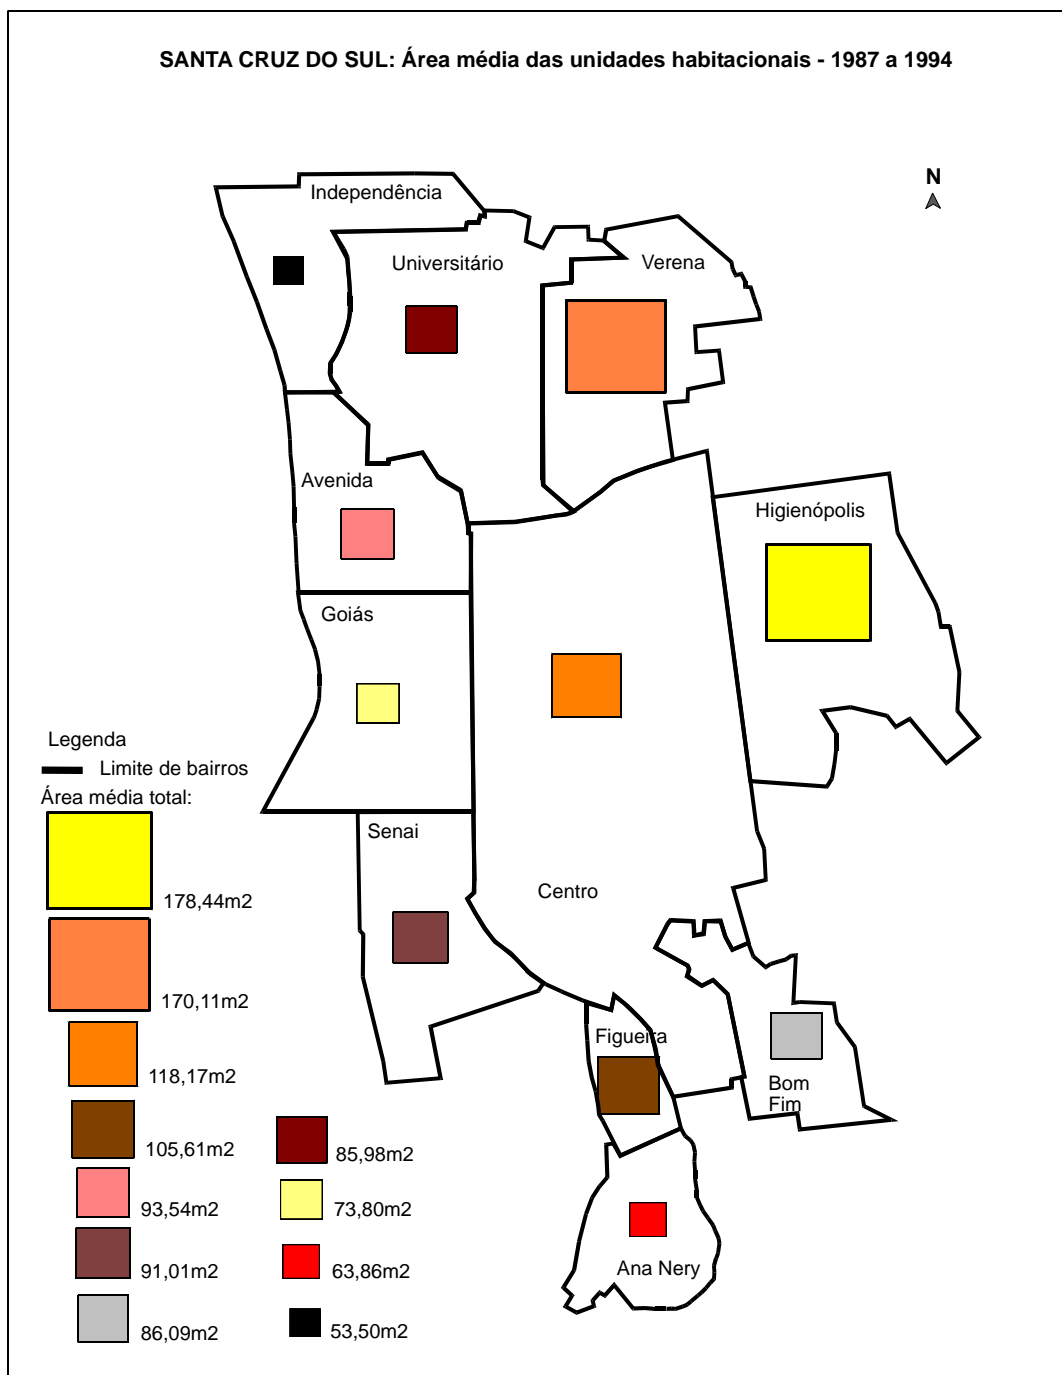 SANTA CRUZ DO SUL: Área média das unidades habitacionais - 1987 a 1994
N
Independência
Universitário
Verena
Avenida
Higienópolis
Goiás
Senai
Centro
Figueira
Bom
Fim
Ana Nery
Legenda
Limite de bairros
Área média total:
178,44m2
170,11m2
118,17m2
105,61m2
93,54m2
91,01m2
86,09m2
85,98m2
73,80m2
63,86m2
53,50m2